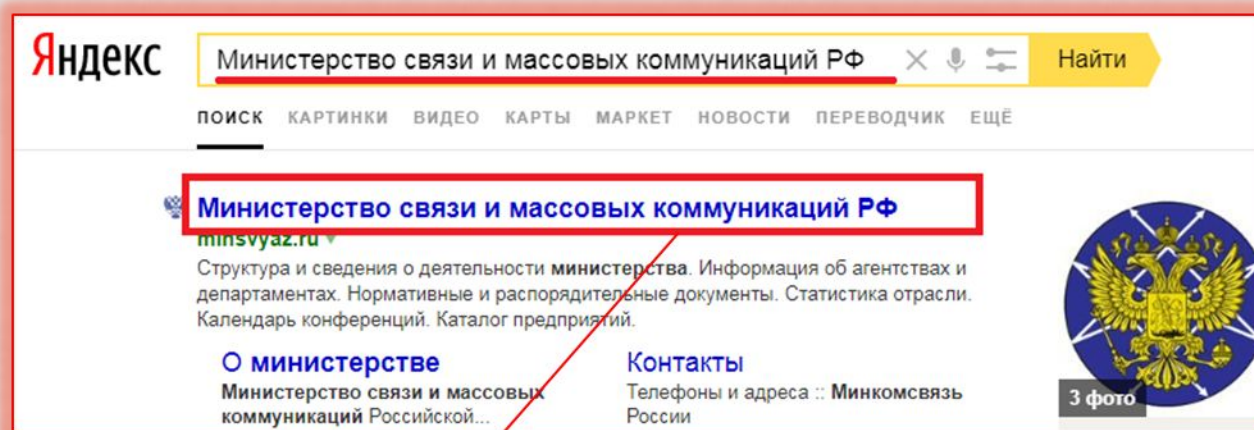 Яндекс
Министерство связи и массовых коммуникаций РФ
Найти
ПОИСК КАРТИНКИ ВИДЕО КАРТЫ МАРКЕТ НОВОСТИ ПЕРЕВОДЧИК ЕЩЁ
Министерство связи и массовых коммуникаций РФ
minsvyaz.ru
Структура и сведения о деятельности министерства. Информация об агентствах и
департаментах. Нормативные и распорядительные документы. Статистика отрасли.
Календарь конференций. Каталог предприятий.
О министерстве
Министерство связи и массовых
коммуникаций Российской...
Контакты
Телефоны и адреса :: Минкомсвязь
России
3 фото